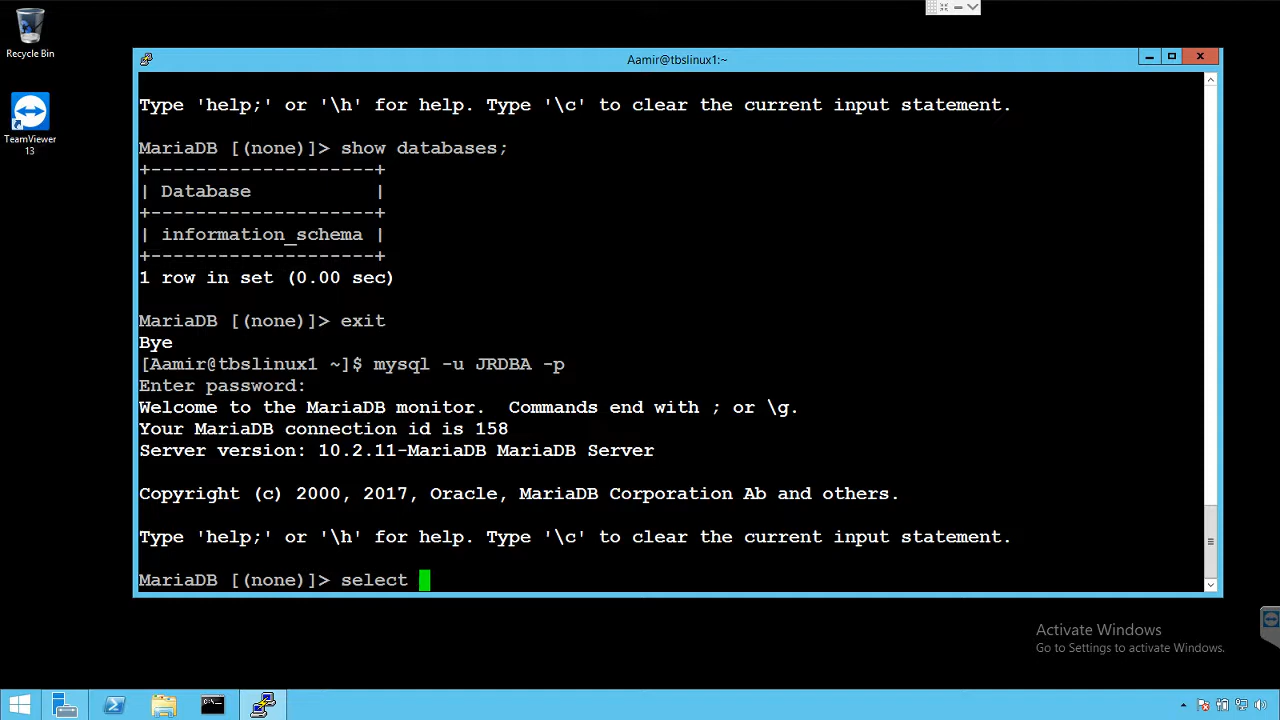 Recycle Bin
TeamViewer
13
Aamir@tbslinux1:~
Type 'help;' or '\h' for help. Type '\c' to clear the current input statement.
MariaDB [(none)]> show databases;
+--------------------+
| Database           |
+--------------------+
| information_schema |
+--------------------+
1 row in set (0.00 sec)
MariaDB [(none)]> exit
Bye
[Aamir@tbslinux1 ~]$ mysql -u JRDBA -p
Enter password:
Welcome to the MariaDB monitor.  Commands end with ; or \g.
Your MariaDB connection id is 158
Server version: 10.2.11-MariaDB MariaDB Server
Copyright (c) 2000, 2017, Oracle, MariaDB Corporation Ab and others.
Type 'help;' or '\h' for help. Type '\c' to clear the current input statement.
MariaDB [(none)]> select
Activate Windows
Go to Settings to activate Windows.